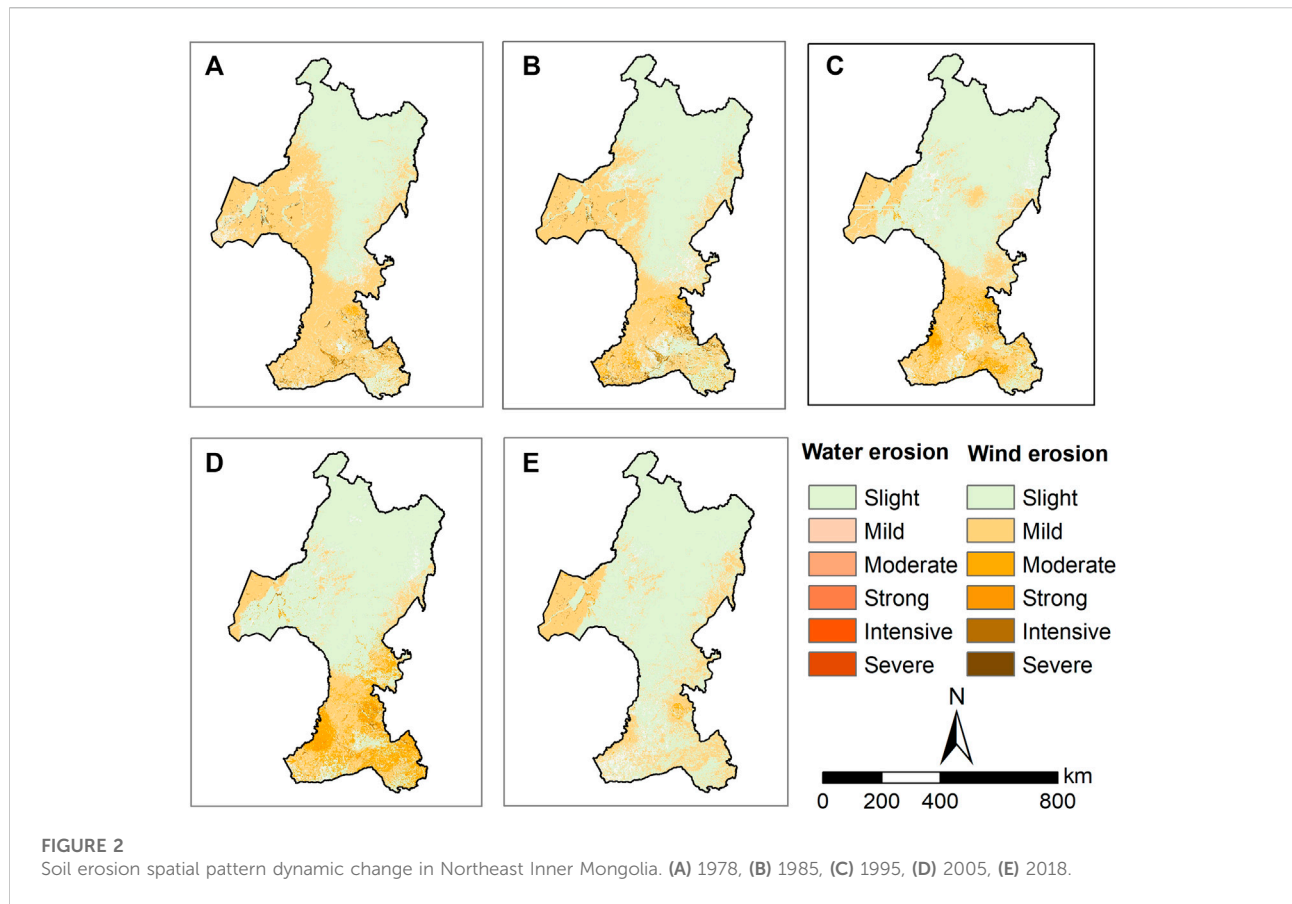 A
B
C
D
E
Water erosion Wind erosion
Slight Slight
Mild Mild
Moderate Moderate
Strong Strong
Intensive Intensive
Severe Severe
N
km
0 200 400 800
FIGURE 2
Soil erosion spatial pattern dynamic change in Northeast Inner Mongolia. (A) 1978, (B) 1985, (C) 1995, (D) 2005, (E) 2018.